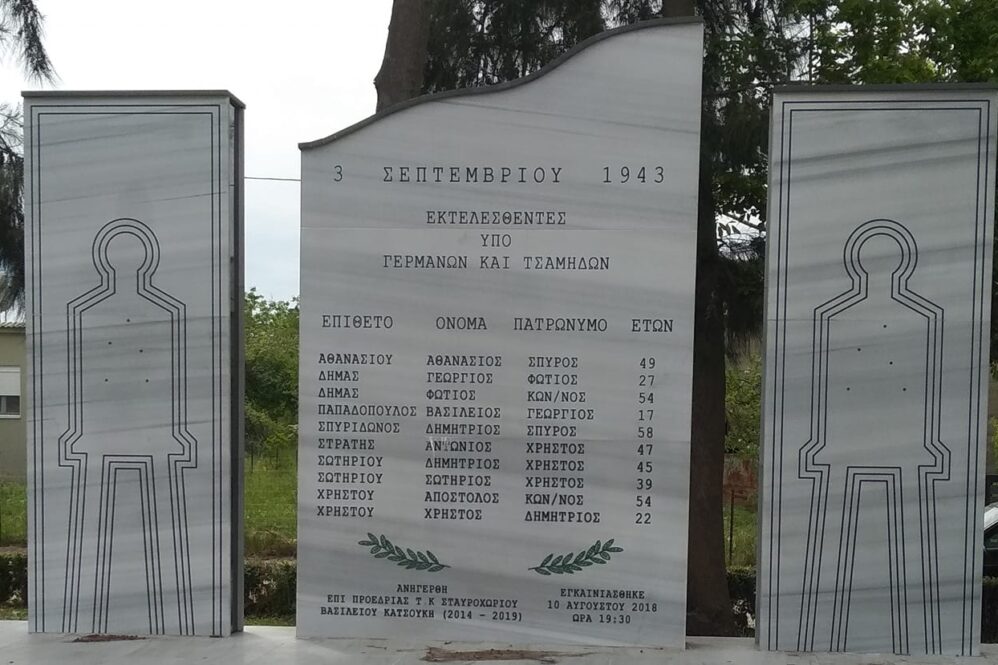 3 ΣΕΠΤΕΜΒΡΙΟΥ 1943
ΕΚΤΕΛΕΣΘΕΝΤΕΣ
ΥΠΟ
ΓΕΡΜΑΝΩΝ ΚΑΙ ΤΣΑΜΗΔΩΝ
ΕΠΙΘΕΤΟ ΟΝΟΜΑ ΠΑΤΡΩΝΥΜΟ ΕΤΩΝ
ΑΘΑΝΑΣΙΟΥ ΑΘΑΝΑΣΙΟΣ ΣΠΥΡΟΣ 49
ΔΗΜΑΣ ΓΕΩΡΓΙΟΣ ΦΩΤΙΟΣ 27
ΔΗΜΑΣ ΦΩΤΙΟΣ ΚΩΝ/ΝΟΣ 54
ΠΑΠΑΔΟΠΟΥΛΟΣ ΒΑΣΙΛΕΙΟΣ ΓΕΩΡΓΙΟΣ 17
ΣΠΥΡΙΔΩΝΟΣ ΔΗΜΗΤΡΙΟΣ ΣΠΥΡΟΣ 58
ΣΤΡΑΤΗΣ ΑΝΤΩΝΙΟΣ ΧΡΗΣΤΟΣ 47
ΣΩΤΗΡΙΟΥ ΔΗΜΗΤΡΙΟΣ ΧΡΗΣΤΟΣ 45
ΣΩΤΗΡΙΟΥ ΣΩΤΗΡΙΟΣ ΧΡΗΣΤΟΣ 39
ΧΡΗΣΤΟΥ ΑΠΟΣΤΟΛΟΣ ΚΩΝ/ΝΟΣ 54
ΧΡΗΣΤΟΥ ΧΡΗΣΤΟΣ ΔΗΜΗΤΡΙΟΣ 22
ΑΝΗΓΕΡΘΗ
ΕΠΙ ΠΡΟΕΔΡΙΑΣ Τ Κ ΣΤΑΥΡΟΧΩΡΙΟΥ
ΒΑΣΙΛΕΙΟΥ ΚΑΤΣΟΥΚΗ (2014 - 2019)
ΕΓΚΑΙΝΙΑΣΘΗΚΕ
10 ΑΥΓΟΥΣΤΟΥ 2018
ΩΡΑ 19:30